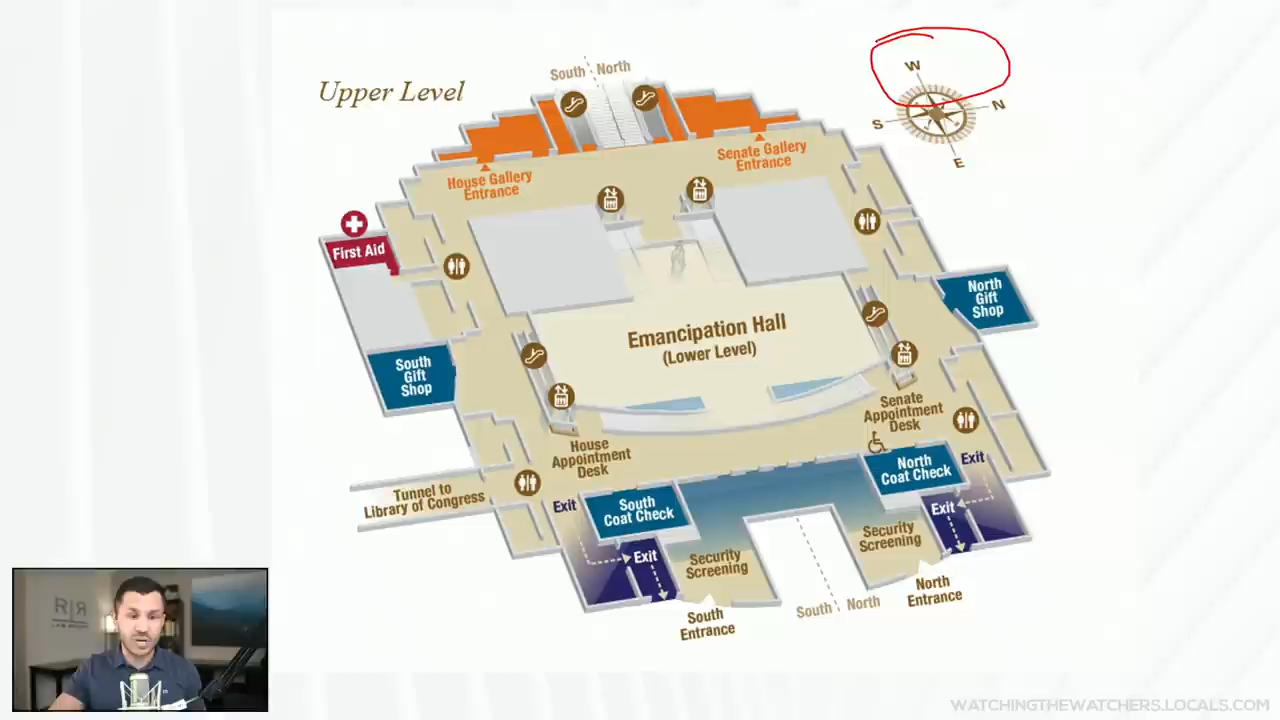 South North
Upper Level
W
N
S
E
Senate Gallery
Entrance
House Gallery
Entrance
First Aid
North
Gift
Shop
Emancipation Hall
(Lower Level)
South
Gift
Shop
Senate
Appointment
Desk
House
Appointment
Desk
North
Coat Check
Exit
Tunnel to
Library of Congress
Exit
South
Coat Check
Exit
Security
Screening
Exit
Security
Screening
South North
North
Entrance
South
Entrance
R|R
WATCHINGTHEWATCHERS.LOCALS.COM